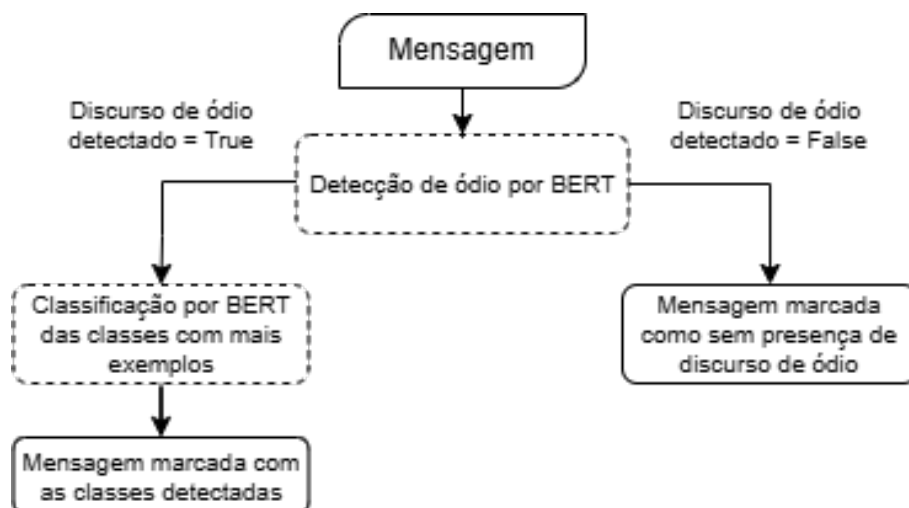 Mensagem
Discurso de ódio
detectado = True
Discurso de ódio
detectado = False
Detecção de ódio por BERT
Classificação por BERT
das classes com mais
exemplos
Mensagem marcada
como sem presença de
discurso de ódio
Mensagem marcada com
as classes detectadas